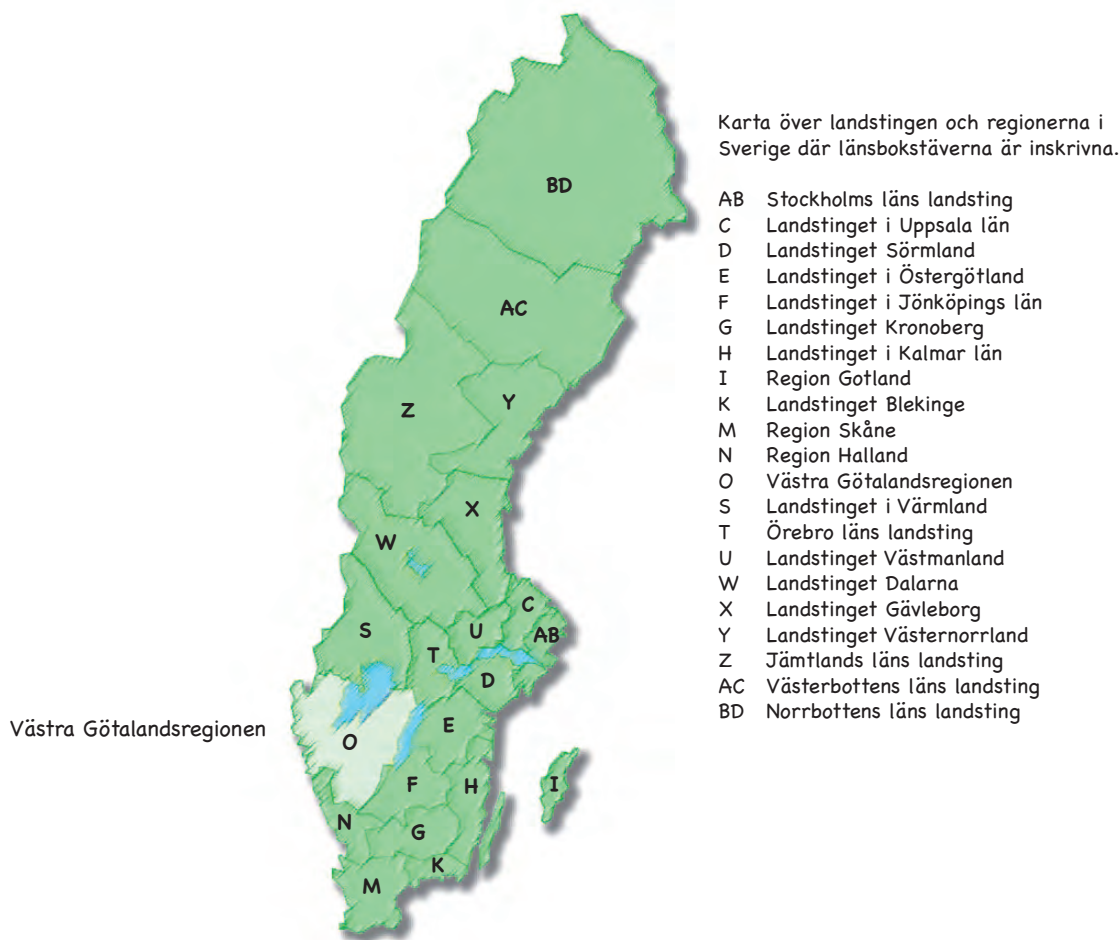 Karta över landstingen och regionerna i
Sverige där länsbokstäverna är inskrivna.
AB Stockholms läns landsting
C Landstinget i Uppsala län
D Landstinget Sörmland
E Landstinget i Östergötland
F Landstinget i Jönköpings län
G Landstinget Kronoberg
H Landstinget i Kalmar län
I Region Gotland
K Landstinget Blekinge
M Region Skåne
N Region Halland
O Västra Götalandsregionen
S Landstinget i Värmland
T Örebro läns landsting
U Landstinget Västmanland
W Landstinget Dalarna
X Landstinget Gävleborg
Y Landstinget Västernorrland
Z Jämtlands läns landsting
AC Västerbottens läns landsting
BD Norrbottens läns landsting
BD
AC
Z
Y
X
W
C
S
U
AB
T
D
E
Västra Götalandsregionen
O
F
H
I
N
G
K
M